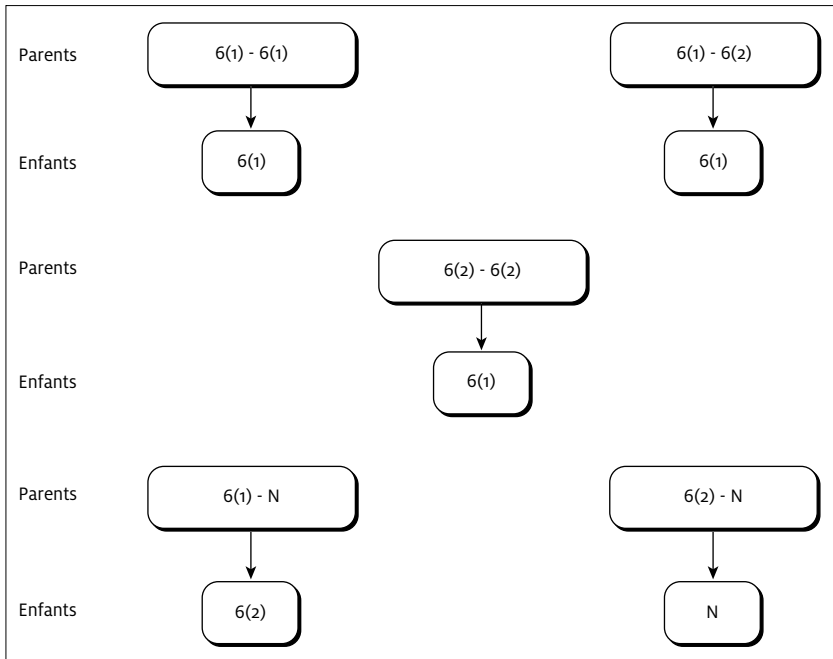 Parents 6(1) - 6(1) 6(1) - 6(2)
Enfants 6(1) 6(1)
Parents 6(2) - 6(2)
Enfants 6(1)
Parents 6(1) - N 6(2) - N
Enfants 6(2) N